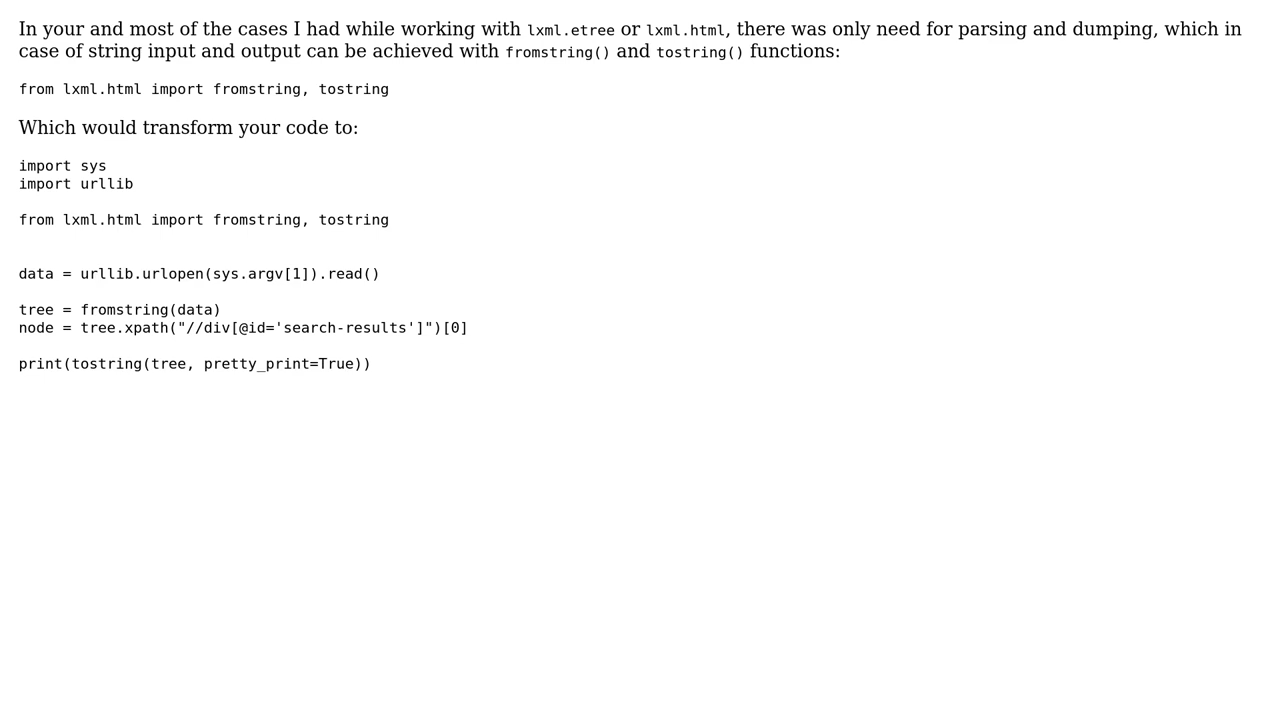 In your and most of the cases I had while working with lxml.etree or lxml.html, there was only need for parsing and dumping, which in
case of string input and output can be achieved with fromstring() and tostring() functions:
from lxml.html import fromstring, tostring
Which would transform your code to:
import sys
import urllib
from lxml.html import fromstring, tostring
data = urllib.urlopen(sys.argv[1]).read()
tree = fromstring(data)
node = tree.xpath("//div[@id='search-results']")[0]
print(tostring(tree, pretty_print=True))